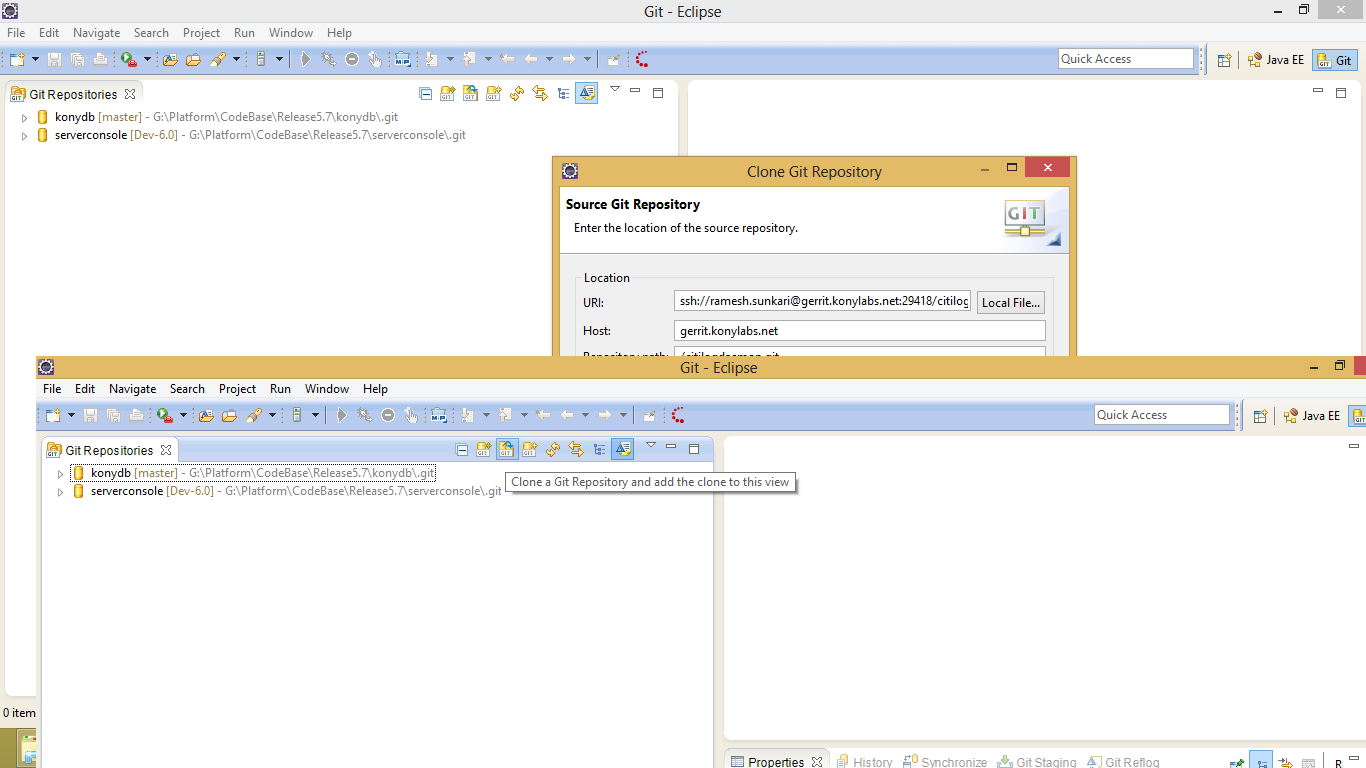 Git - Eclipse
File Edit Navigate Search Project Run Window Help
Quick Access Java EE Git
Git Repositories
konydb [master] - G:\Platform\CodeBase\Release5.7\konydb\.git
serverconsole [Dev-6.0] - G:\Platform\CodeBase\Release5.7\serverconsole\.git
Clone Git Repository
Source Git Repository
Enter the location of the source repository.
GIT
Location
URI: ssh://ramesh.sunkari@gerrit.konylabs.net:29418/citilog Local File...
Host: gerrit.konylabs.net
Repository path:
Git - Eclipse
File Edit Navigate Search Project Run Window Help
Quick Access Java EE
Git Repositories
konydb [master] - G:\Platform\CodeBase\Release5.7\konydb\.git
Clone a Git Repository and add the clone to this view
serverconsole [Dev-6.0] - G:\Platform\CodeBase\Release5.7\serverconsole\.git
0 item
Properties History Synchronize Git Staging Git Reflog R